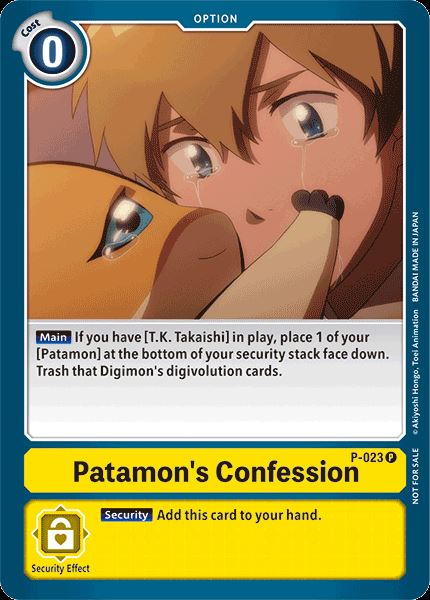 OPTION
Cost
0
Main If you have [T.K. Takaishi] in play, place 1 of your
[Patamon] at the bottom of your security stack face down.
Trash that Digimon's digivolution cards.
P-023 P
Patamon's Confession
Security Add this card to your hand.
Security Effect
© Akiyoshi Hongo, Toei Animation BANDAI MADE IN JAPAN
NOT FOR SALE